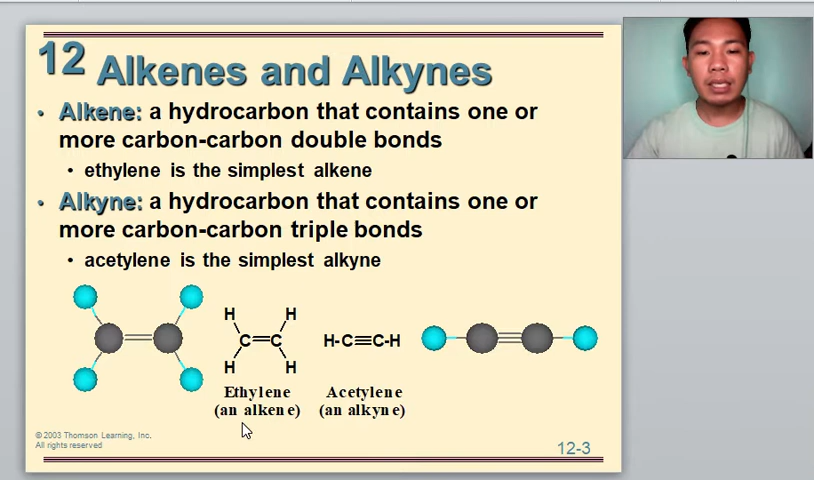 12 Alkenes and Alkynes
• Alkene: a hydrocarbon that contains one or
more carbon-carbon double bonds
• ethylene is the simplest alkene
• Alkyne: a hydrocarbon that contains one or
more carbon-carbon triple bonds
• acetylene is the simplest alkyne
H H
C=C
H H
H-C≡C-H
Ethylene
(an alkene)
Acetylene
(an alkyne)
© 2003 Thomson Learning, Inc.
All rights reserved
12-3